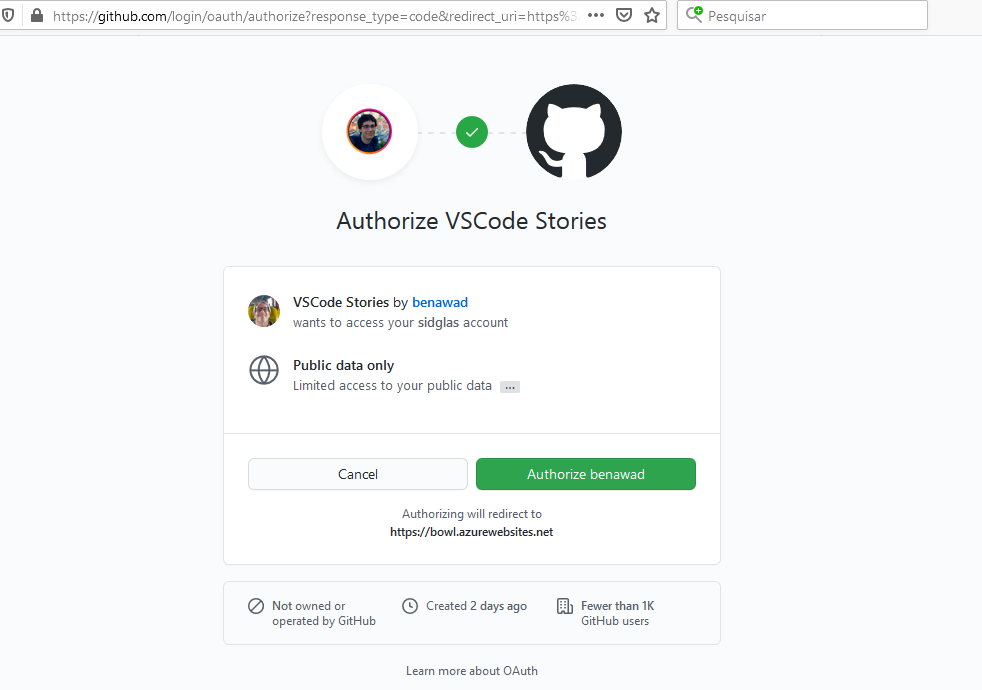 https://github.com/login/oauth/authorize?response_type=code&redirect_uri=https%3
Pesquisar
Authorize VSCode Stories
VSCode Stories by benawad
wants to access your sidglas account
Public data only
Limited access to your public data ...
Cancel
Authorize benawad
Authorizing will redirect to
https://bowl.azurewebsites.net
Not owned or
operated by GitHub
Created 2 days ago
Fewer than 1K
GitHub users
Learn more about OAuth